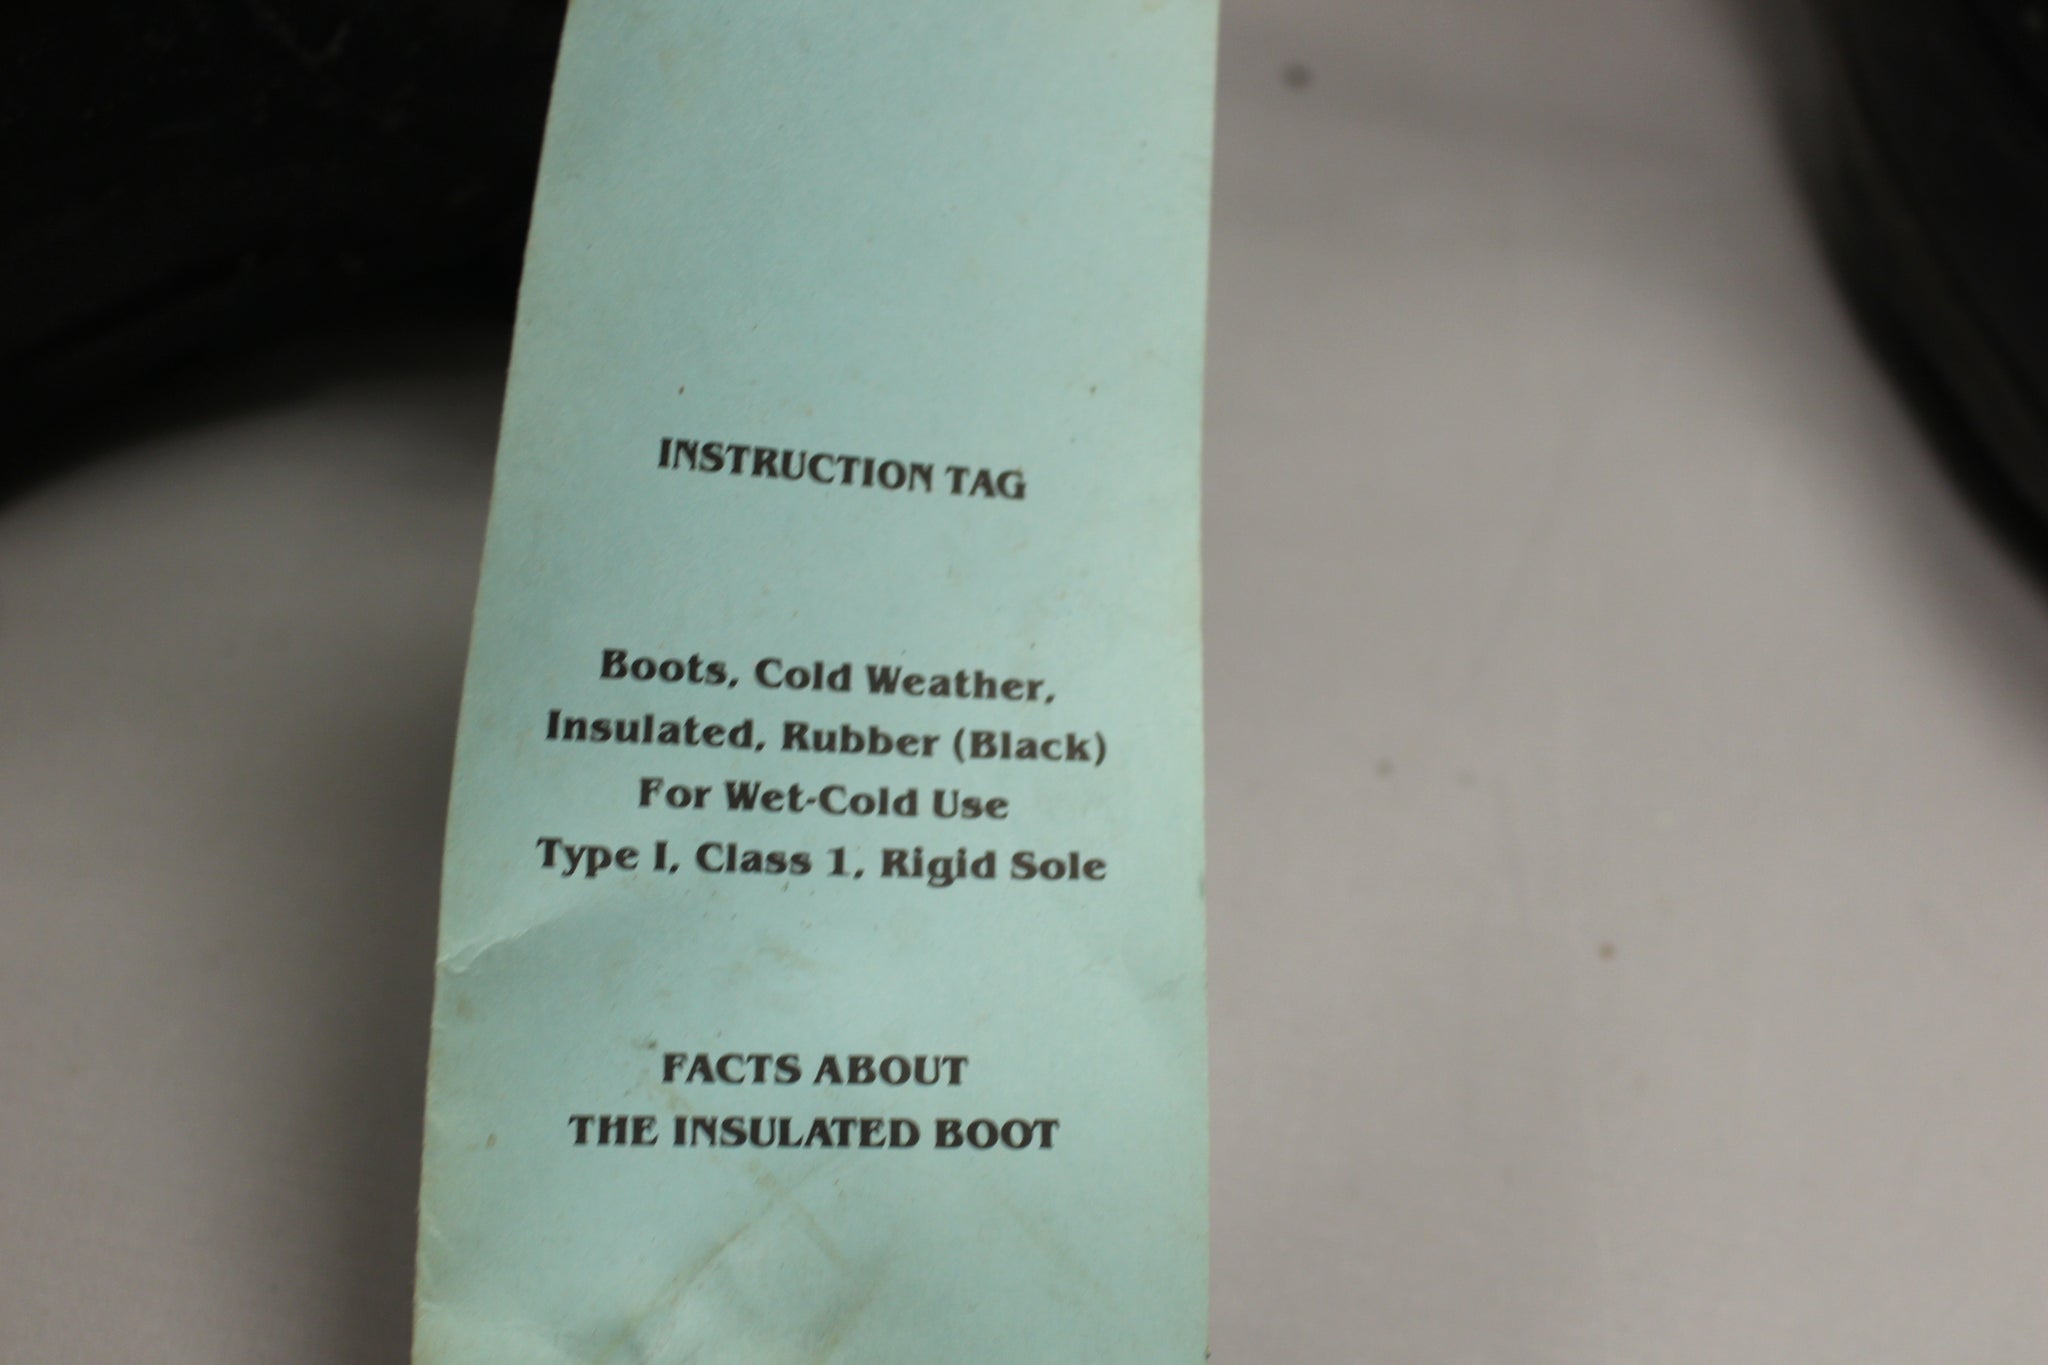 INSTRUCTION TAG
Boots, Cold Weather,
Insulated, Rubber (Black)
For Wet-Cold Use
Type I, Class 1, Rigid Sole
FACTS ABOUT
THE INSULATED BOOT